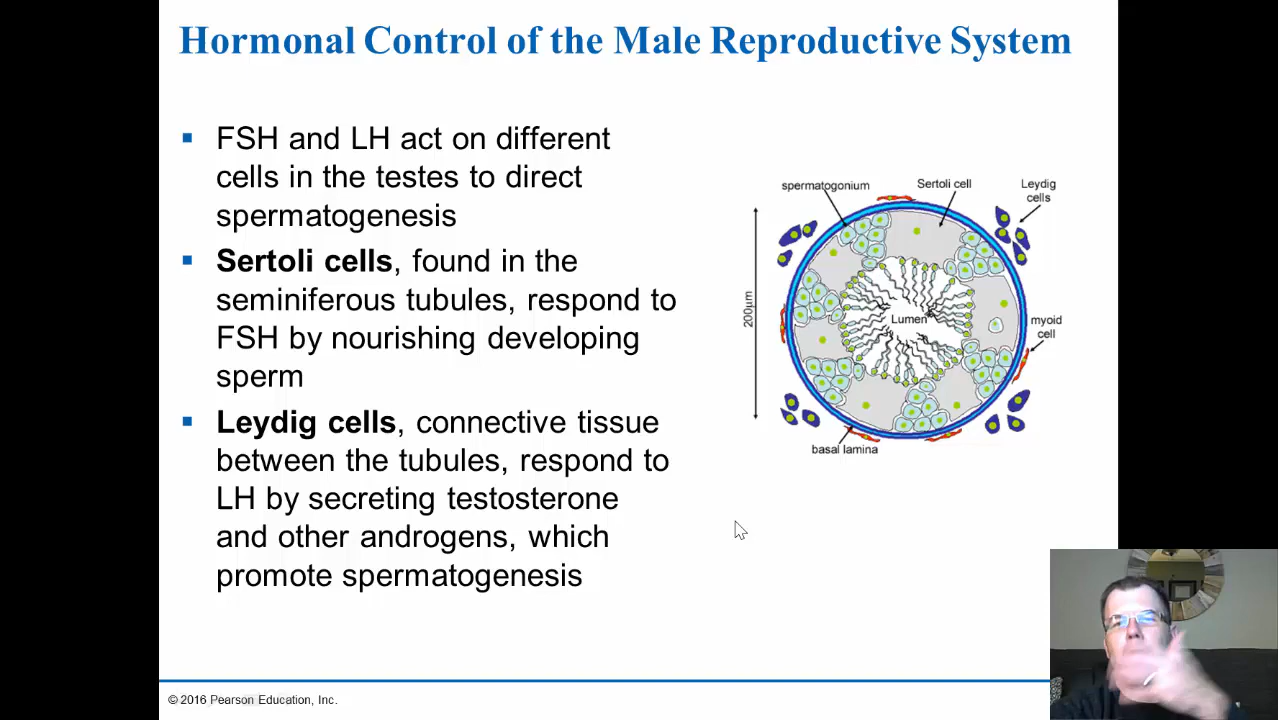 Hormonal Control of the Male Reproductive System
▪ FSH and LH act on different
cells in the testes to direct
spermatogenesis
▪ Sertoli cells, found in the
seminiferous tubules, respond to
FSH by nourishing developing
sperm
▪ Leydig cells, connective tissue
between the tubules, respond to
LH by secreting testosterone
and other androgens, which
promote spermatogenesis
spermatogonium
Sertoli cell
Leydig
cells
200µm
Lumen
myoid
cell
basal lamina
© 2016 Pearson Education, Inc.